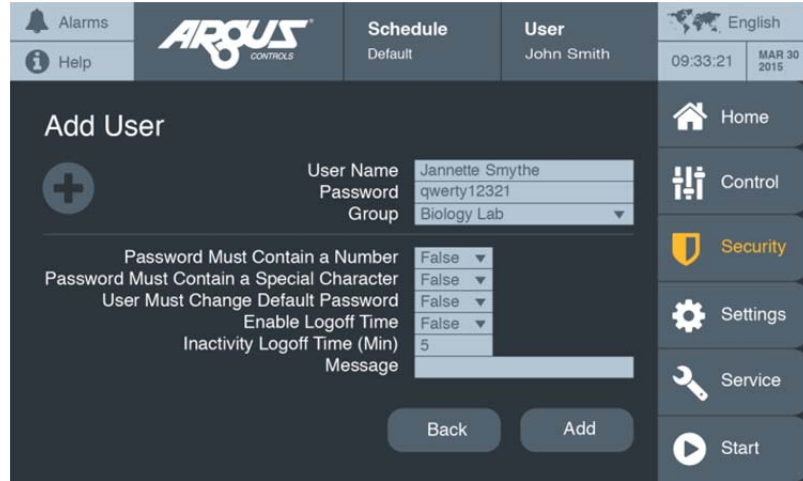 Alarms
Help
ARGUS
CONTROLS
Schedule
Default
User
John Smith
English
09:33:21
MAR 30
2015
Add User
User Name Jannette Smythe
Password qwerty12321
Group Biology Lab
Password Must Contain a Number False
Password Must Contain a Special Character False
User Must Change Default Password False
Enable Logoff Time False
Inactivity Logoff Time (Min) 5
Message
Back
Add
Home
Control
Security
Settings
Service
Start